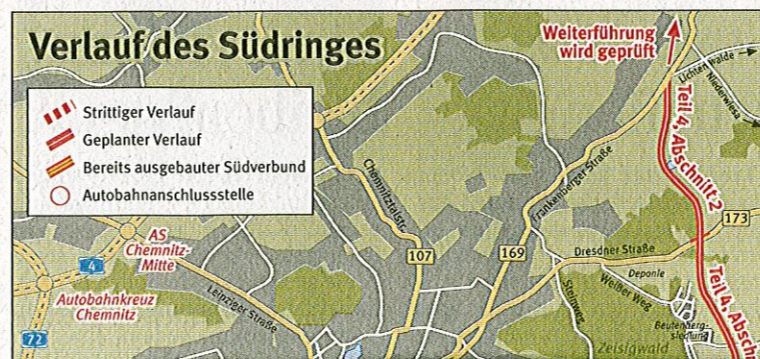 Verlauf des Südringes
Strittiger Verlauf
Geplanter Verlauf
Bereits ausgebauter Südverbund
Autobahnanschlussstelle
Weiterführung
wird geprüft
Lichtenwalde
Niederwiesa
Teil 4, Abschnitt 2
Chemnitztalstr.
Frankenberger Straße
173
AS
Chemnitz-
Mitte
107
169
Dresdner Straße
4
Deponie
Autobahnkreuz
Chemnitz
Leipziger Straße
Steinweg
Weißer Weg
Teil 4, Absch
Beutenberg-
siedlung
72
Zeisigwald